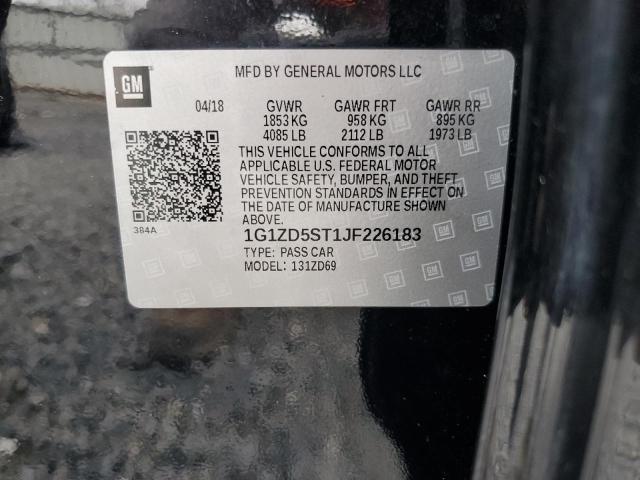 GM
MFD BY GENERAL MOTORS LLC
04/18 GVWR GAWR FRT GAWR RR
1853 KG 958 KG 895 KG
4085 LB 2112 LB 1973 LB
THIS VEHICLE CONFORMS TO ALL
APPLICABLE U.S. FEDERAL MOTOR
VEHICLE SAFETY, BUMPER, AND THEFT
PREVENTION STANDARDS IN EFFECT ON
THE DATE OF MANUFACTURE SHOWN
ABOVE.
384A
1G1ZD5ST1JF226183
TYPE: PASS CAR
MODEL: 131ZD69